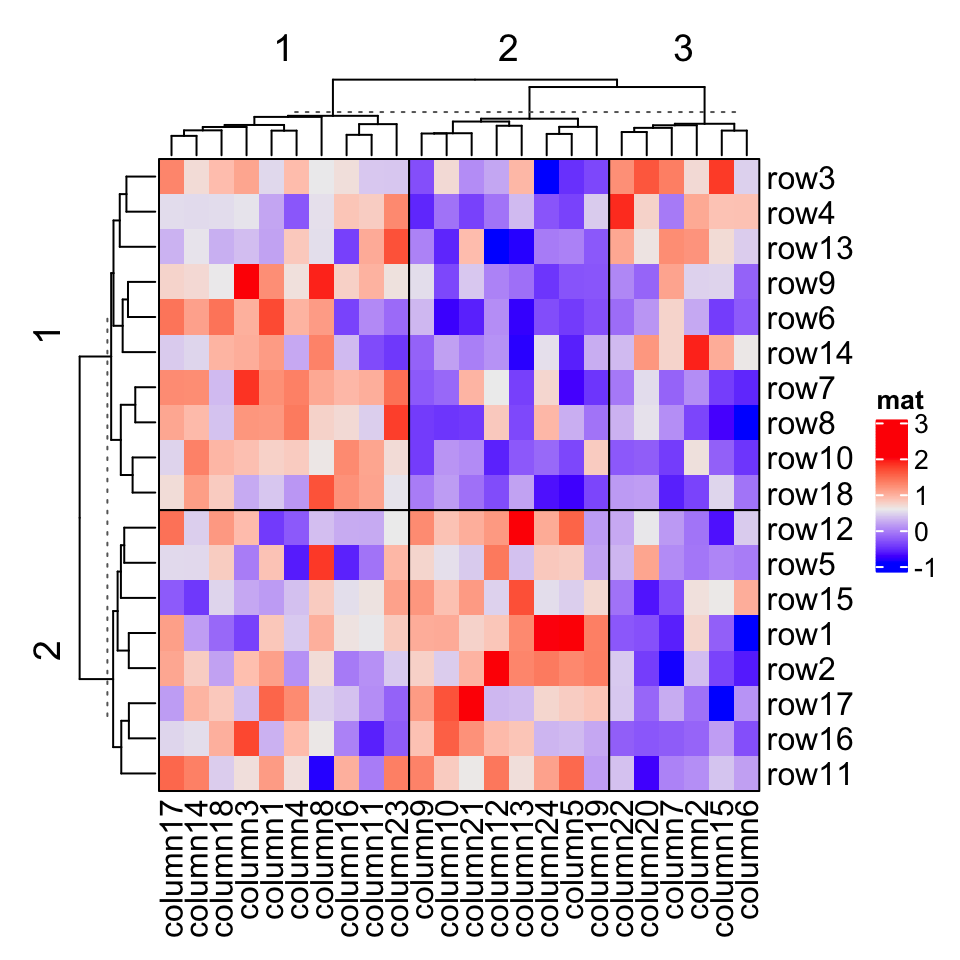 1 2 3
1
2
row3
row4
row13
row9
row6
row14
row7
row8
row10
row18
row12
row5
row15
row1
row2
row17
row16
row11
column17
column14
column18
column3
column1
column4
column8
column16
column11
column23
column9
column10
column21
column12
column13
column24
column5
column19
column22
column20
column7
column2
column15
column6
mat
3
2
1
0
-1